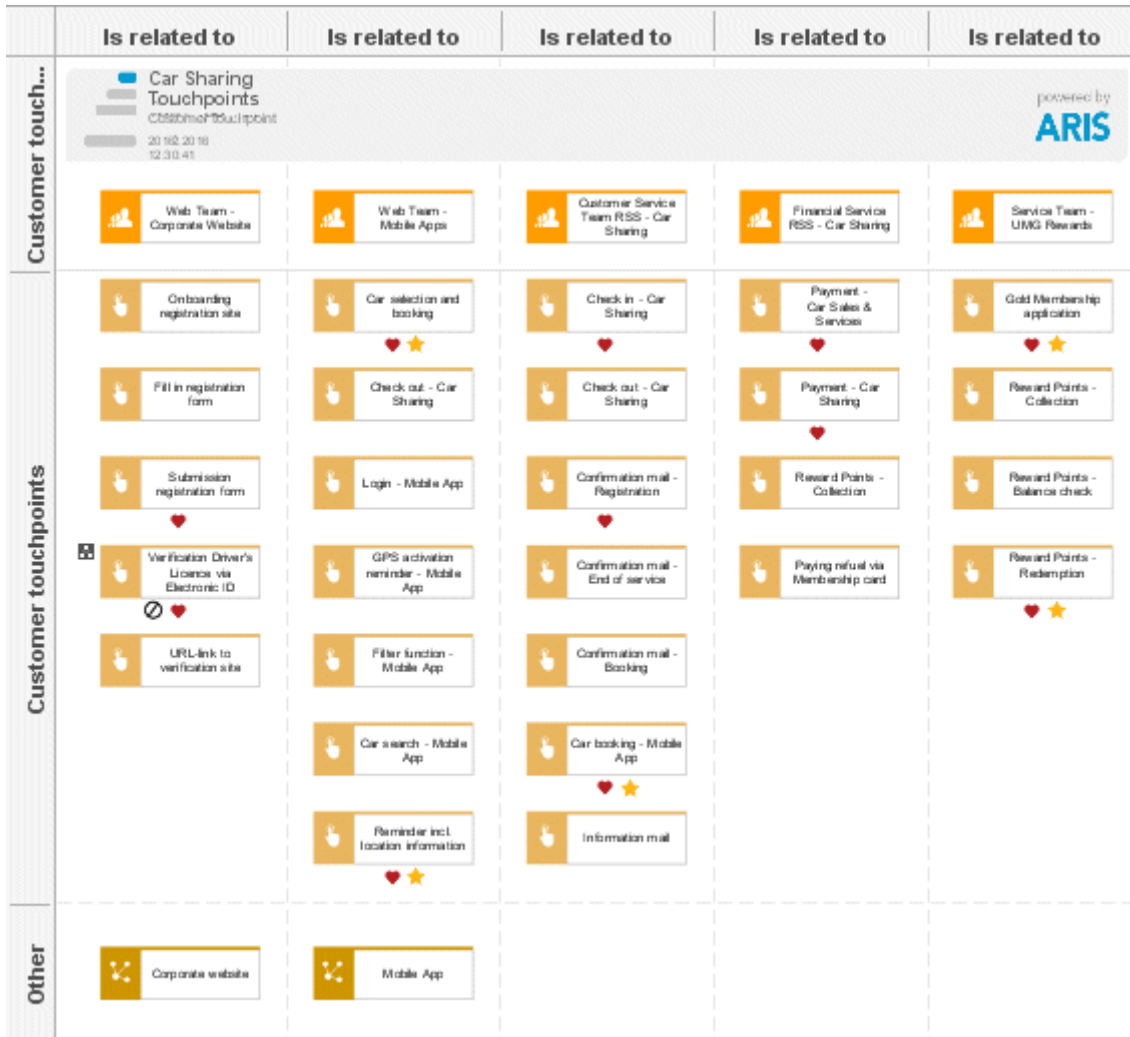 Is related to
Is related to
Is related to
Is related to
Is related to
Customer touch...
Car Sharing
Touchpoints
12:30:41
powered by
ARIS
Web Team -
Corporate Website
Web Team -
Mobile Apps
Customer Service
Team RSS - Car
Sharing
Financial Service
RSS - Car Sharing
Service Team -
UMG Rewards
Customer touchpoints
Onboarding
registration site
Car selection and
booking
Check in - Car
Sharing
Payment -
Car Sales &
Services
Gold Membership
application
Fill in registration
form
Check out - Car
Sharing
Check out - Car
Sharing
Payment - Car
Sharing
Reward Points -
Collection
Submission
registration form
Login - Mobile App
Confirmation mail -
Registration
Reward Points -
Collection
Reward Points -
Balance check
Verification Driver's
Licence via
Electronic ID
GPS activation
reminder - Mobile
App
Confirmation mail -
End of service
Paying refuel via
Membership card
Reward Points -
Redemption
URL-link to
verification site
Filter function -
Mobile App
Confirmation mail -
Booking
Car search - Mobile
App
Car booking - Mobile
App
Reminder incl.
location information
Information mail
Other
Corporate website
Mobile App